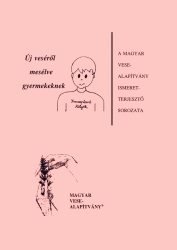 Új veséről
mesélve
gyermekeknek
A MAGYAR
VESE-
ALAPÍTVÁNY
ISMERET-
TERJESZTŐ
SOROZATA
MAGYAR
VESE-
ALAPÍTVÁNY®